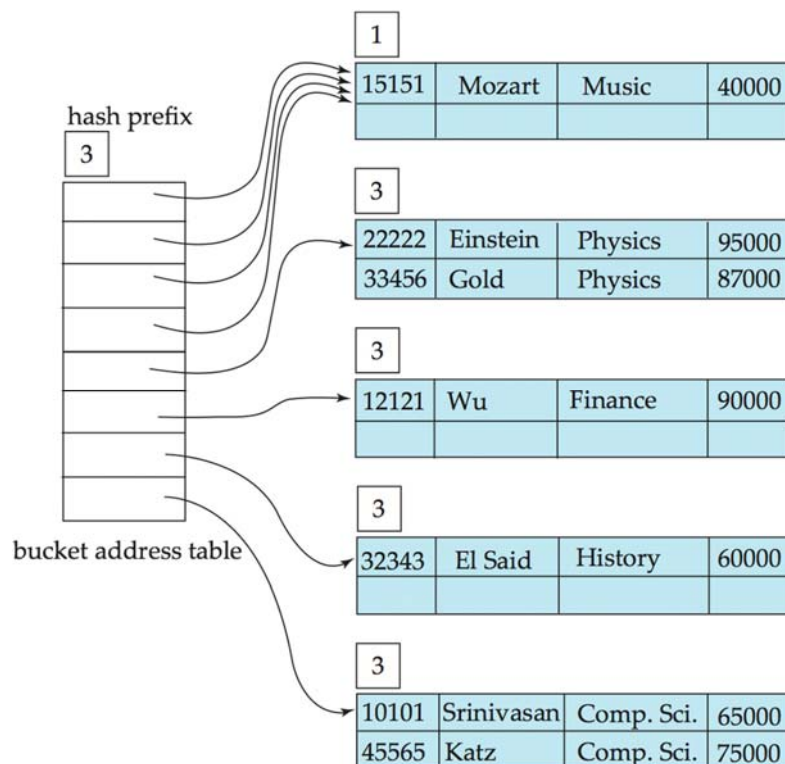 1
15151 Mozart Music 40000
hash prefix
3
3
22222 Einstein Physics 95000
33456 Gold Physics 87000
3
12121 Wu Finance 90000
bucket address table
3
32343 El Said History 60000
3
10101 Srinivasan Comp. Sci. 65000
45565 Katz Comp. Sci. 75000